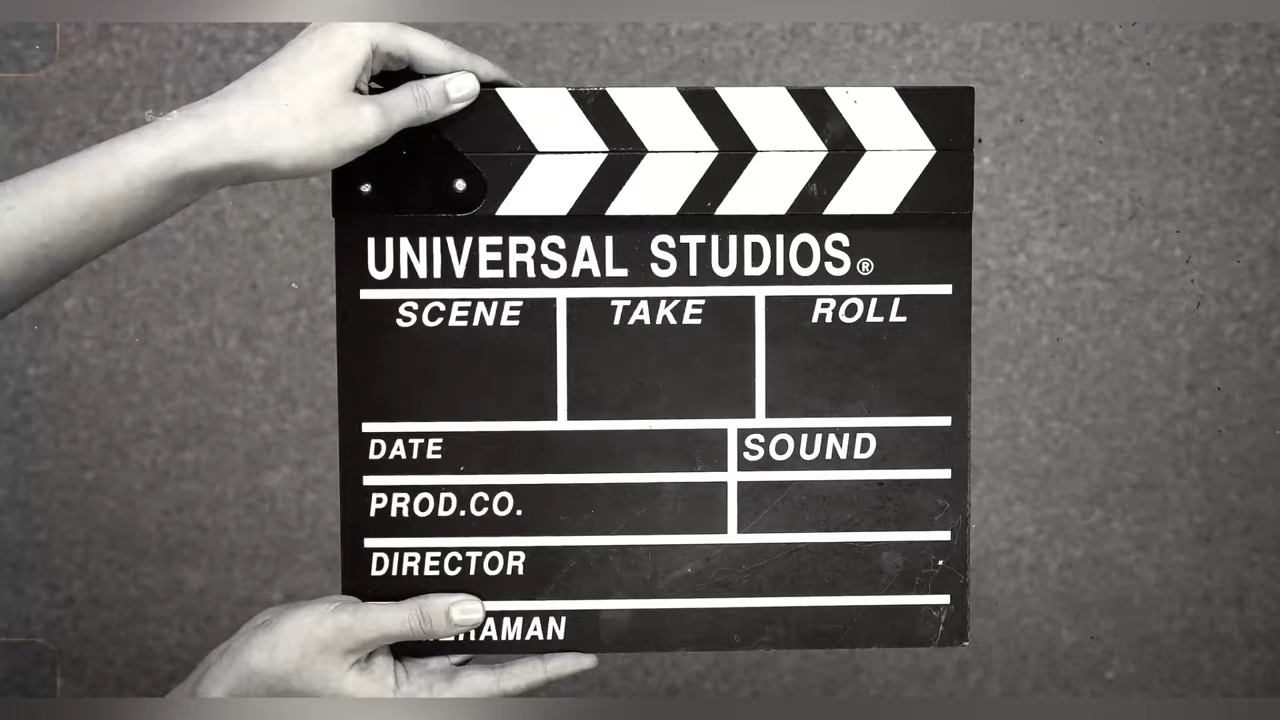 UNIVERSAL STUDIOS®
SCENE TAKE ROLL
DATE SOUND
PROD.CO.
DIRECTOR